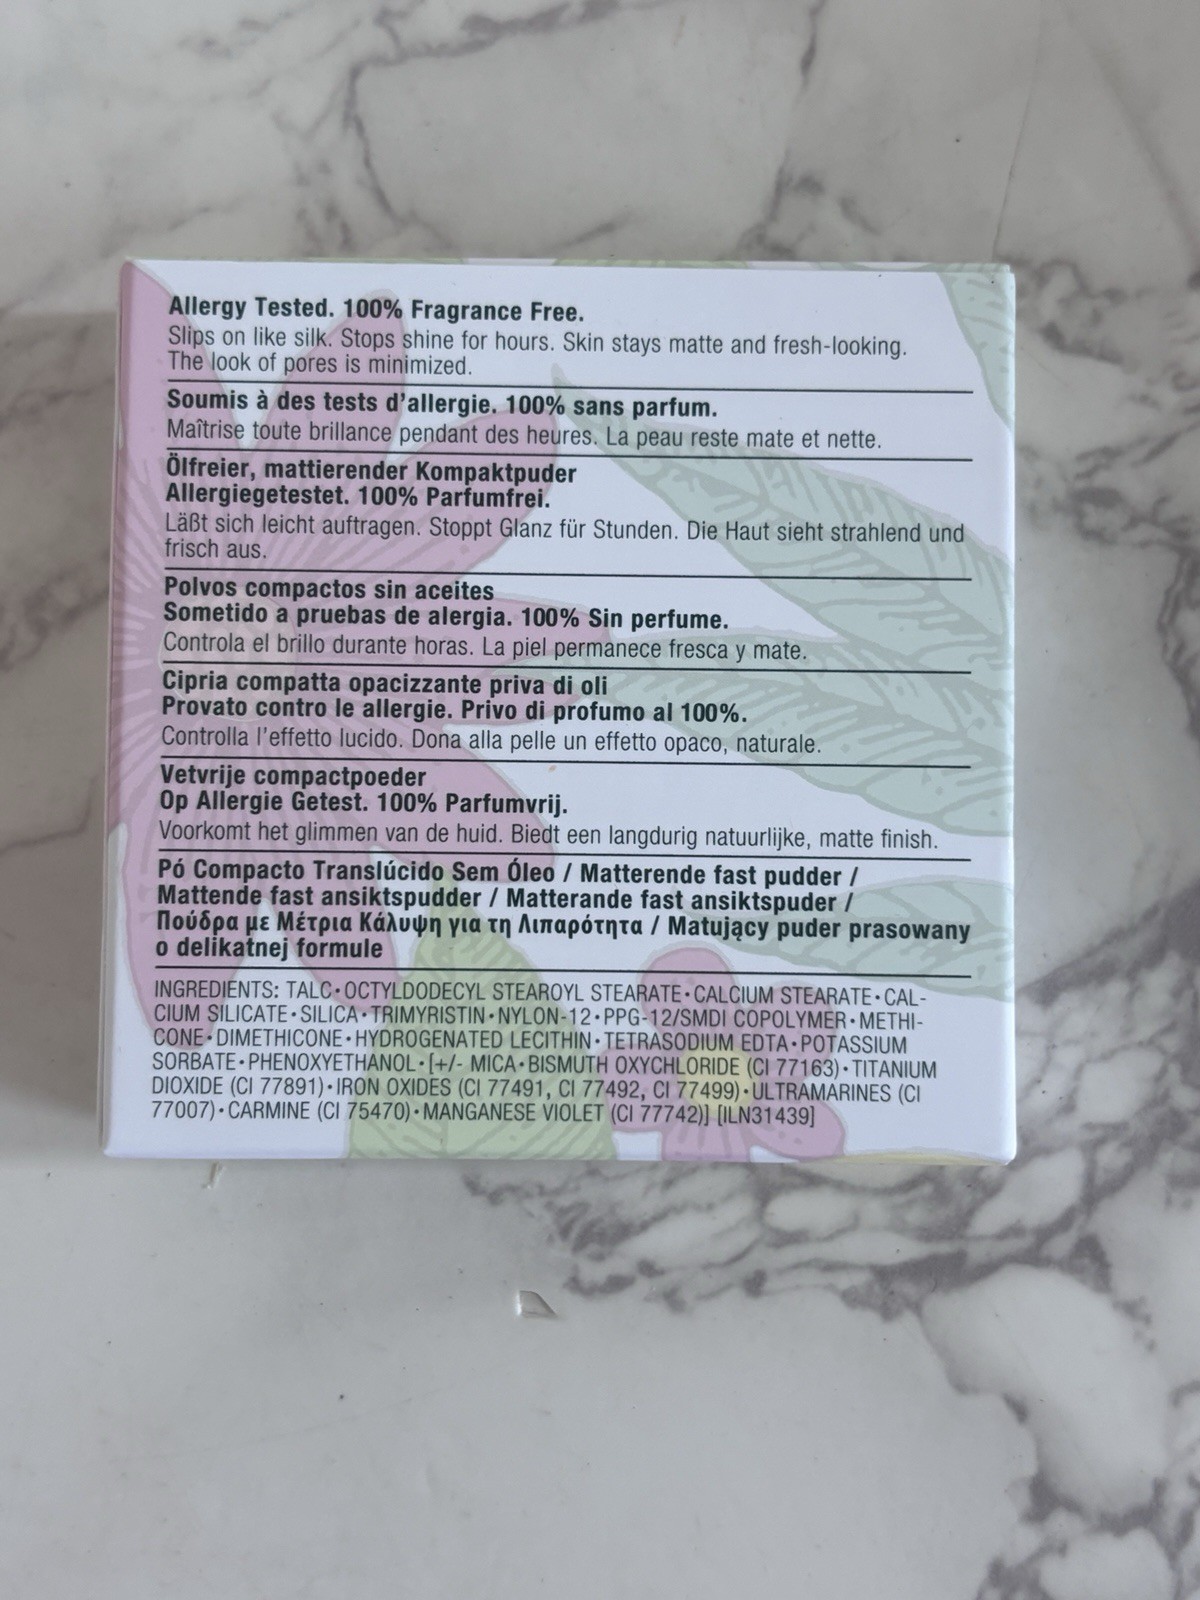 Allergy Tested. 100% Fragrance Free.
Slips on like silk. Stops shine for hours. Skin stays matte and fresh-looking.
The look of pores is minimized.
Soumis à des tests d'allergie. 100% sans parfum.
Maîtrise toute brillance pendant des heures. La peau reste mate et nette.
Ölfreier, mattierender Kompaktpuder
Allergiegetestet. 100% Parfumfrei.
Läßt sich leicht auftragen. Stoppt Glanz für Stunden. Die Haut sieht strahlend und
frisch aus.
Polvos compactos sin aceites
Sometido a pruebas de alergia. 100% Sin perfume.
Controla el brillo durante horas. La piel permanece fresca y mate.
Cipria compatta opacizzante priva di oli
Provato contro le allergie. Privo di profumo al 100%.
Controlla l'effetto lucido. Dona alla pelle un effetto opaco, naturale.
Vetvrije compactpoeder
Op Allergie Getest. 100% Parfumvrij.
Voorkomt het glimmen van de huid. Biedt een langdurig natuurlijke, matte finish.
Pó Compacto Translúcido Sem Óleo / Matterende fast pudder /
Mattende fast ansiktspudder / Matterande fast ansiktspuder /
Πούδρα με Μέτρια Κάλυψη για τη Λιπαρότητα / Matujący puder prasowany
o delikatnej formule
INGREDIENTS: TALC•OCTYLDODECYL STEAROYL STEARATE•CALCIUM STEARATE•CAL-
CIUM SILICATE•SILICA•TRIMYRISTIN•NYLON-12•PPG-12/SMDI COPOLYMER•METHI-
CONE•DIMETHICONE•HYDROGENATED LECITHIN•TETRASODIUM EDTA•POTASSIUM
SORBATE•PHENOXYETHANOL•[+/- MICA•BISMUTH OXYCHLORIDE (CI 77163)•TITANIUM
DIOXIDE (CI 77891)•IRON OXIDES (CI 77491, CI 77492, CI 77499)•ULTRAMARINES (CI
77007)•CARMINE (CI 75470)•MANGANESE VIOLET (CI 77742)] [ILN31439]